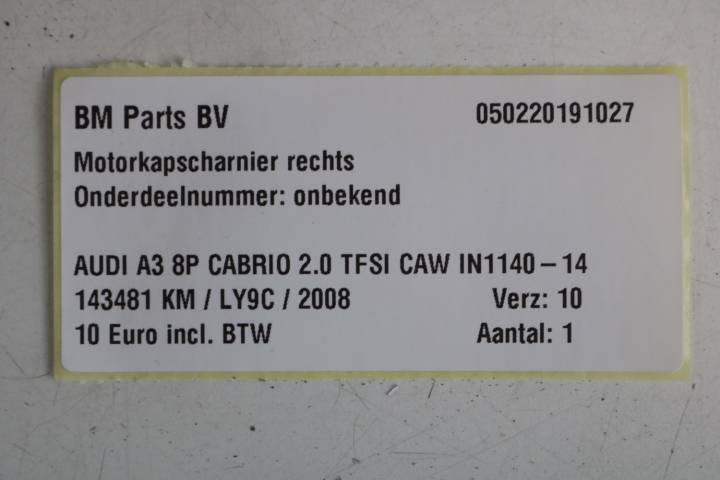 BM Parts BV 050220191027
Motorkapscharnier rechts
Onderdeelnummer: onbekend
AUDI A3 8P CABRIO 2.0 TFSI CAW IN1140-14
143481 KM / LY9C / 2008 Verz: 10
10 Euro incl. BTW Aantal: 1